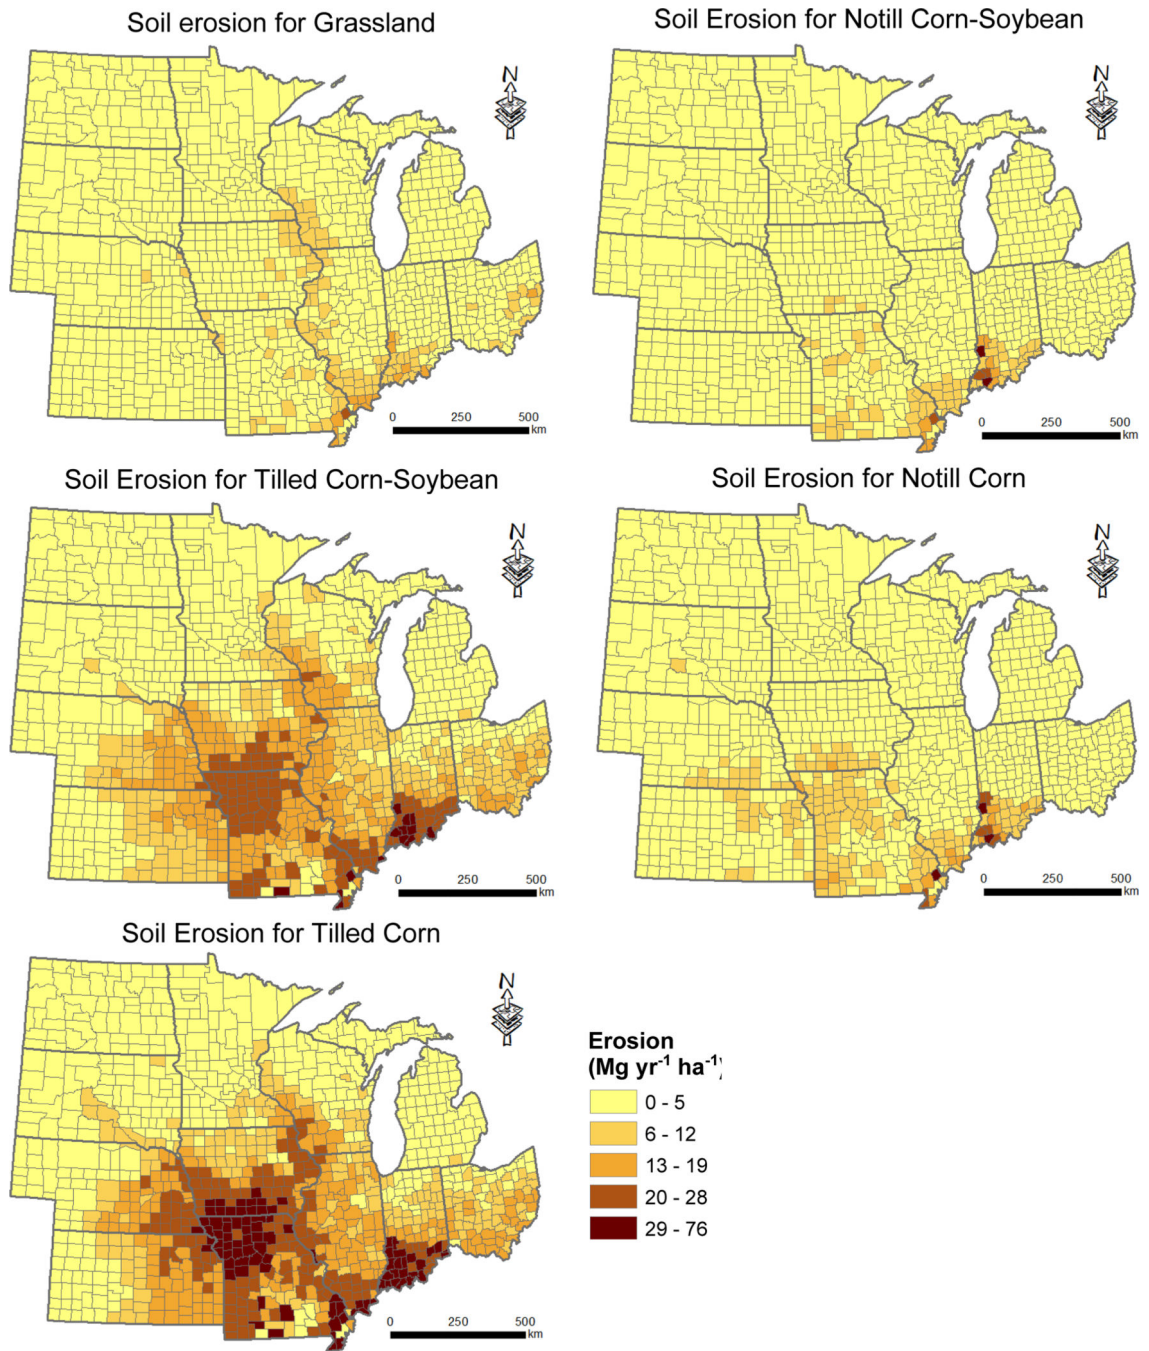 Soil erosion for Grassland
N
0 250 500
km
Soil Erosion for Notill Corn-Soybean
N
0 250 500
km
Soil Erosion for Tilled Corn-Soybean
N
0 250 500
km
Soil Erosion for Notill Corn
N
0 250 500
km
Soil Erosion for Tilled Corn
N
0 250 500
km
Erosion
(Mg yr⁻¹ ha⁻¹)
0 - 5
6 - 12
13 - 19
20 - 28
29 - 76